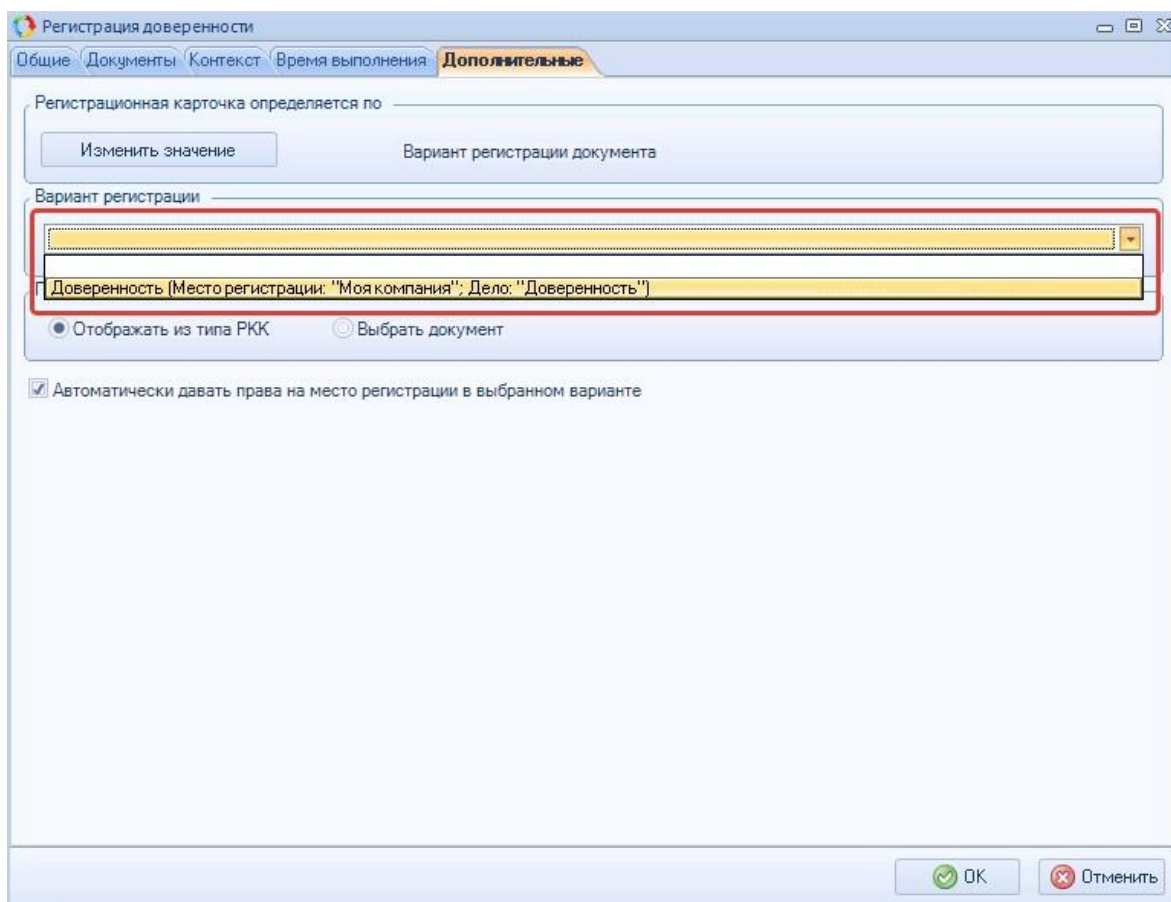 Регистрация доверенности
Общие Документы Контекст Время выполнения Дополнительные
Регистрационная карточка определяется по
Изменить значение Вариант регистрации документа
Вариант регистрации
Доверенность (Место регистрации: "Моя компания"; Дело: "Доверенность")
Отображать из типа РКК Выбрать документ
Автоматически давать права на место регистрации в выбранном варианте
ОК Отменить